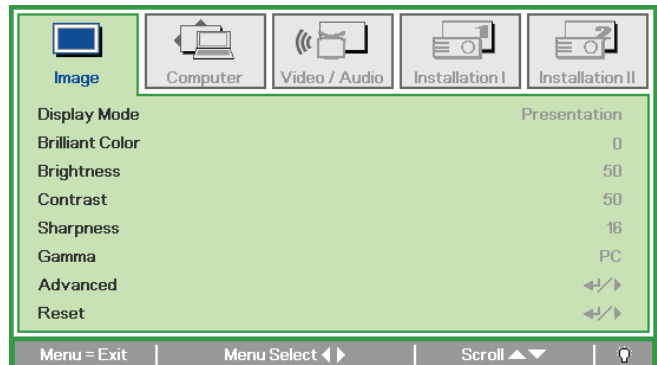 Image Computer Video / Audio Installation I Installation II
Display Mode Presentation
Brilliant Color 0
Brightness 50
Contrast 50
Sharpness 16
Gamma PC
Advanced
Reset
Menu = Exit Menu Select Scroll